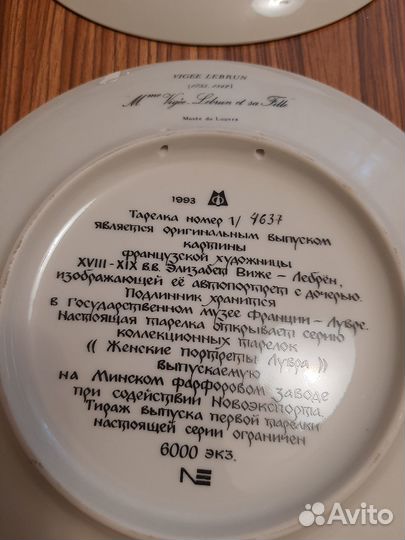 VIGEE LEBRUN
Mme Vigée-Lebrun et sa Fille
Musée du Louvre
1993
Тарелка номер 1/ 4637
является оригинальным выпуском
картины
французской художницы
XVIII-XIX в.в. Элизабет Виже-Лебрён,
изображающей её автопортрет с дочерью.
Подлинник хранится
в Государственном музее Франции-Лувре.
Настоящая тарелка открывает серию
коллекционных тарелок
(( Женские портреты Лувра ))
выпускаемую
на Минском фарфоровом заводе
при содействии Новоэкспорта.
Тираж выпуска первой тарелки
настоящей серии ограничен
6000 экз.
Avito